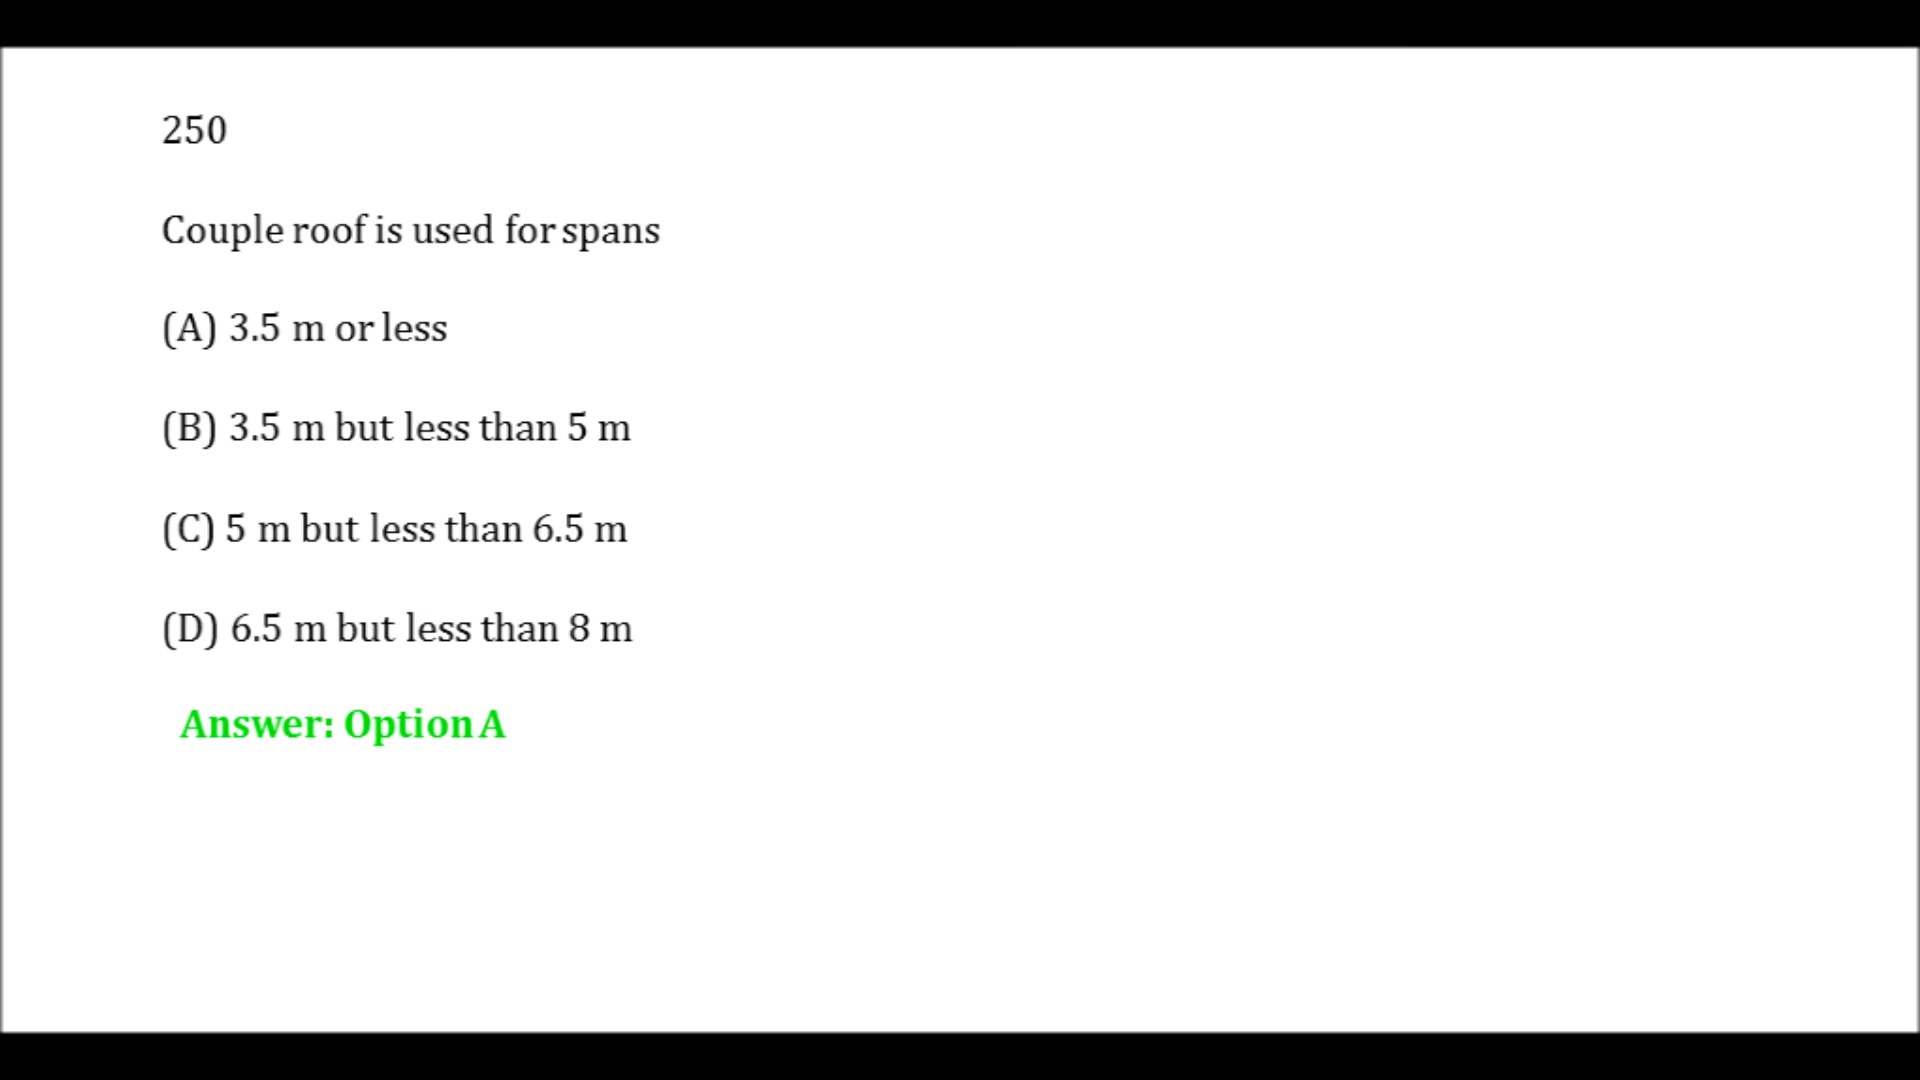 250
Couple roof is used for spans
(A) 3.5 m or less
(B) 3.5 m but less than 5 m
(C) 5 m but less than 6.5 m
(D) 6.5 m but less than 8 m
Answer: Option A